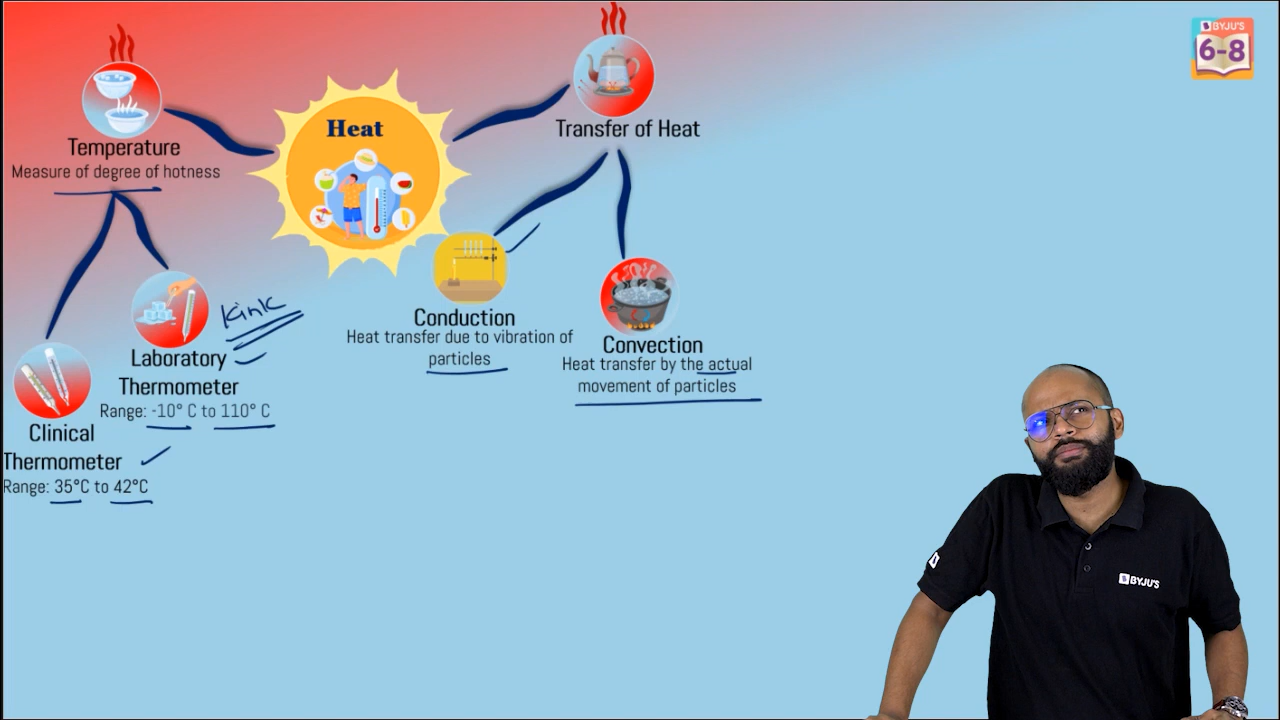 BYJU'S
6-8
Heat
Temperature
Measure of degree of hotness
Transfer of Heat
Kink
Laboratory
Thermometer
Range: -10° C to 110° C
Clinical
Thermometer
Range: 35°C to 42°C
Conduction
Heat transfer due to vibration of
particles
Convection
Heat transfer by the actual
movement of particles
BYJU'S